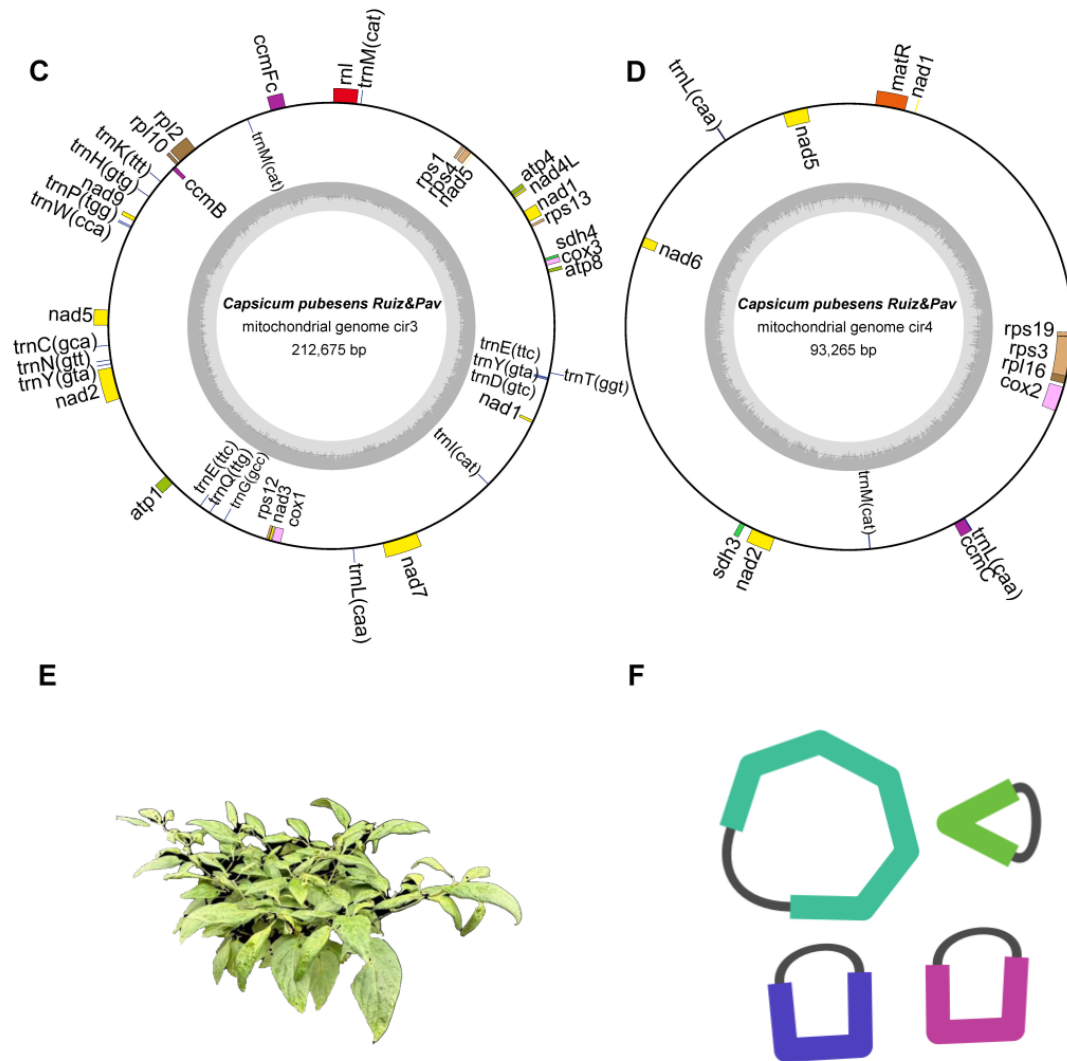 C
ccmFc
rnl
trnM(cat)
rpl2
rpl10
trnK(ttt)
trnH(gtg)
nad9
trnP(tgg)
trnW(cca)
ccmB
trnM(cat)
rps1
rps4
nad5
atp4
nad4L
nad1
rps13
sdh4
cox3
atp8
Capsicum pubesens Ruiz&Pav
mitochondrial genome cir3
212,675 bp
nad5
trnC(gca)
trnN(gtt)
trnY(gta)
nad2
trnE(ttc)
trnY(gta)
trnD(gtc)
trnT(ggt)
nad1
trnI(cat)
atp1
trnE(ttc)
trnQ(ttg)
trnG(gcc)
rps12
nad3
cox1
trnL(caa)
nad7
D
trnL(caa)
nad5
matR
nad1
nad6
Capsicum pubesens Ruiz&Pav
mitochondrial genome cir4
93,265 bp
rps19
rps3
rpl16
cox2
sdh3
nad2
trnM(cat)
trnL(caa)
ccmC
E
F